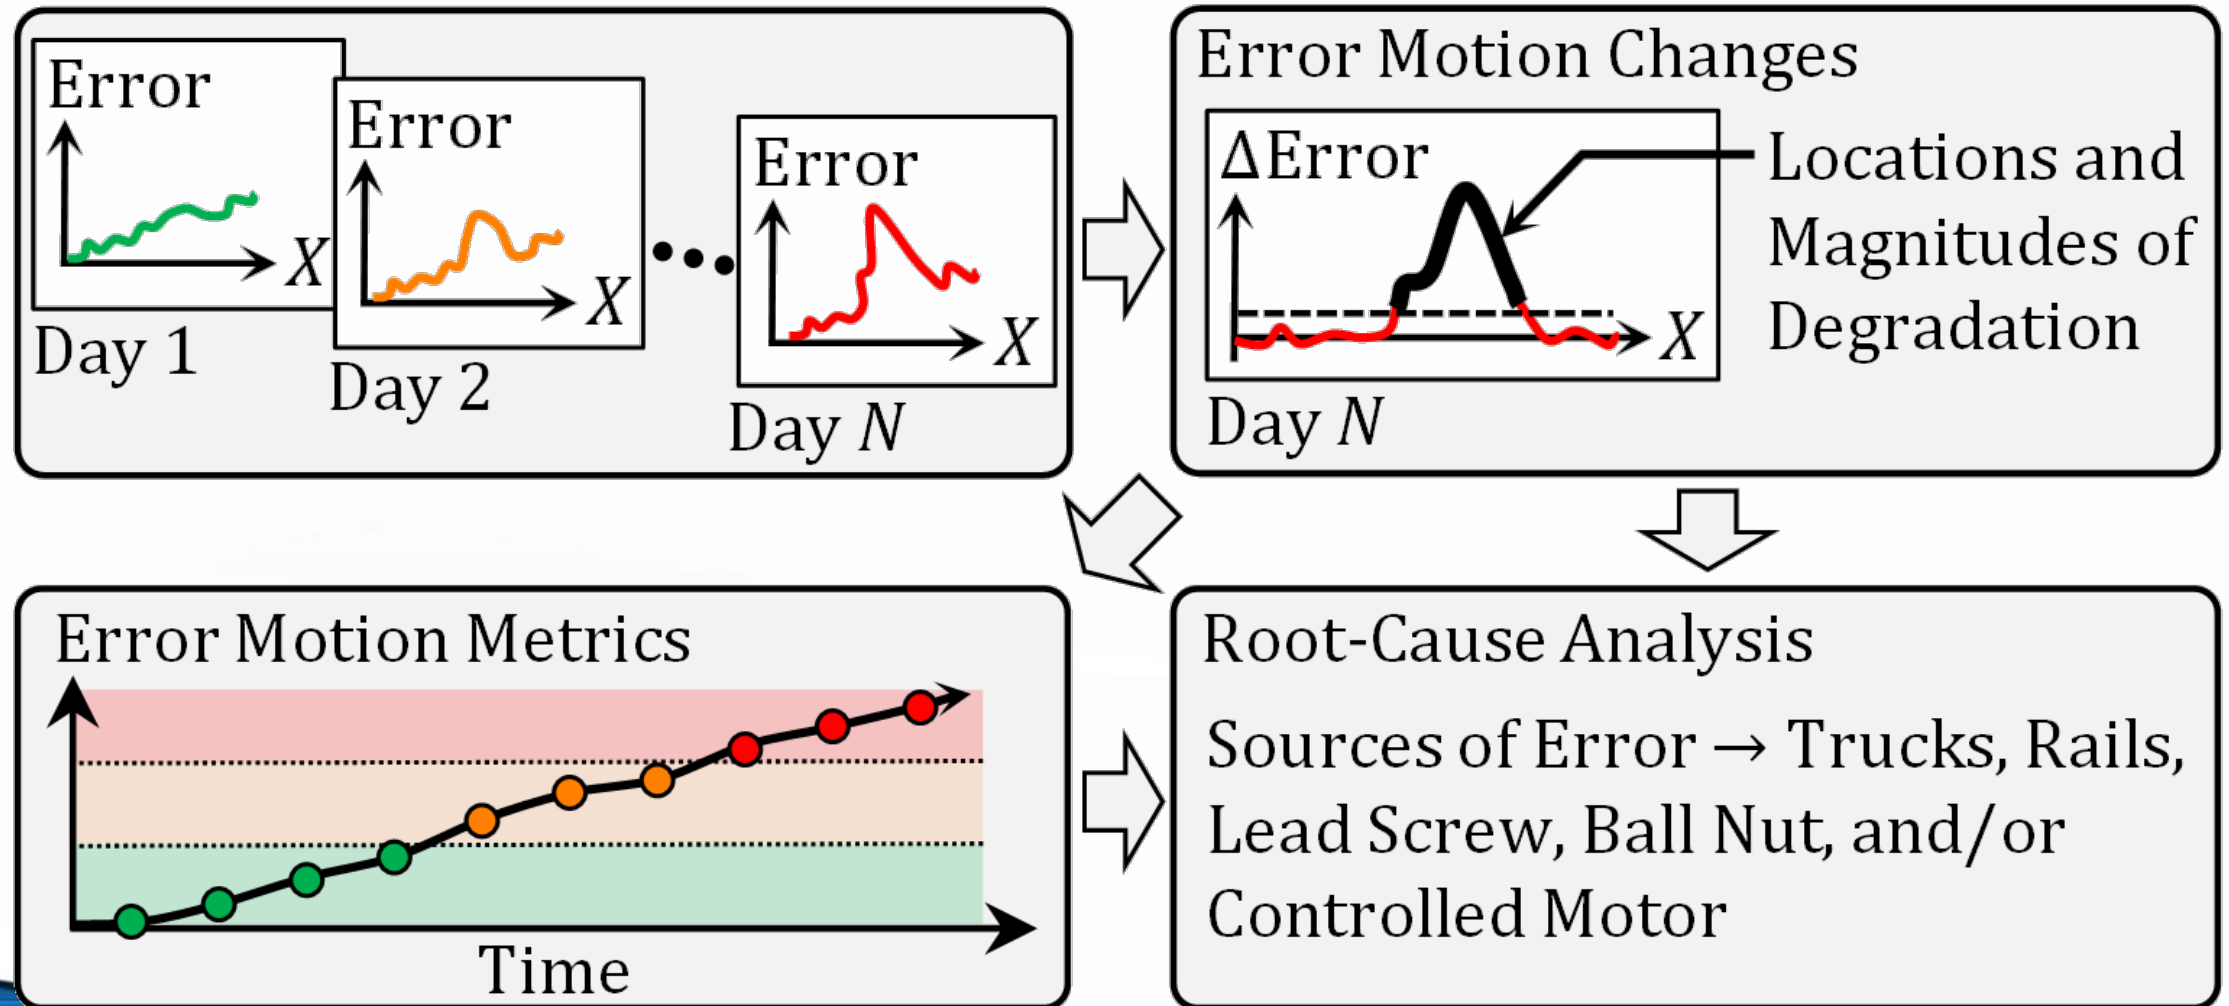 Error
X
Day 1
Error
X
Day 2
Error
X
Day N
Error Motion Changes
ΔError
X
Day N
Locations and
Magnitudes of
Degradation
Error Motion Metrics
Time
Root-Cause Analysis
Sources of Error → Trucks, Rails,
Lead Screw, Ball Nut, and/or
Controlled Motor